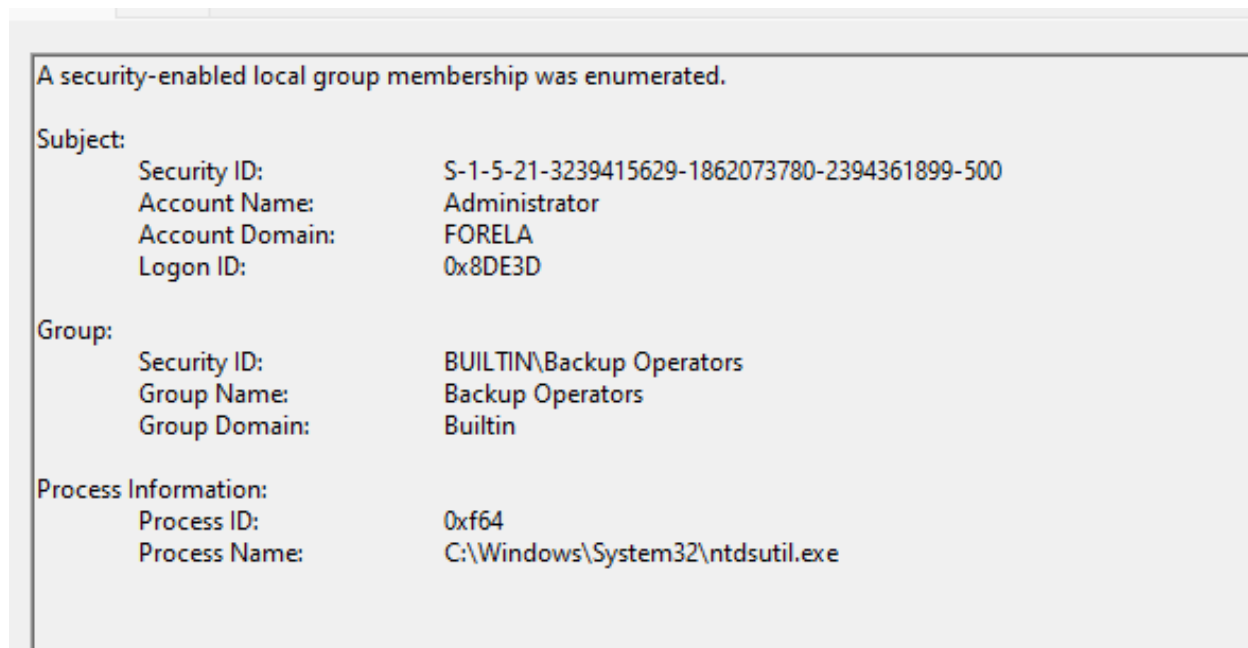 A security-enabled local group membership was enumerated.
Subject:
Security ID: S-1-5-21-3239415629-1862073780-2394361899-500
Account Name: Administrator
Account Domain: FORELA
Logon ID: 0x8DE3D
Group:
Security ID: BUILTIN\Backup Operators
Group Name: Backup Operators
Group Domain: Builtin
Process Information:
Process ID: 0xf64
Process Name: C:\Windows\System32\ntdsutil.exe